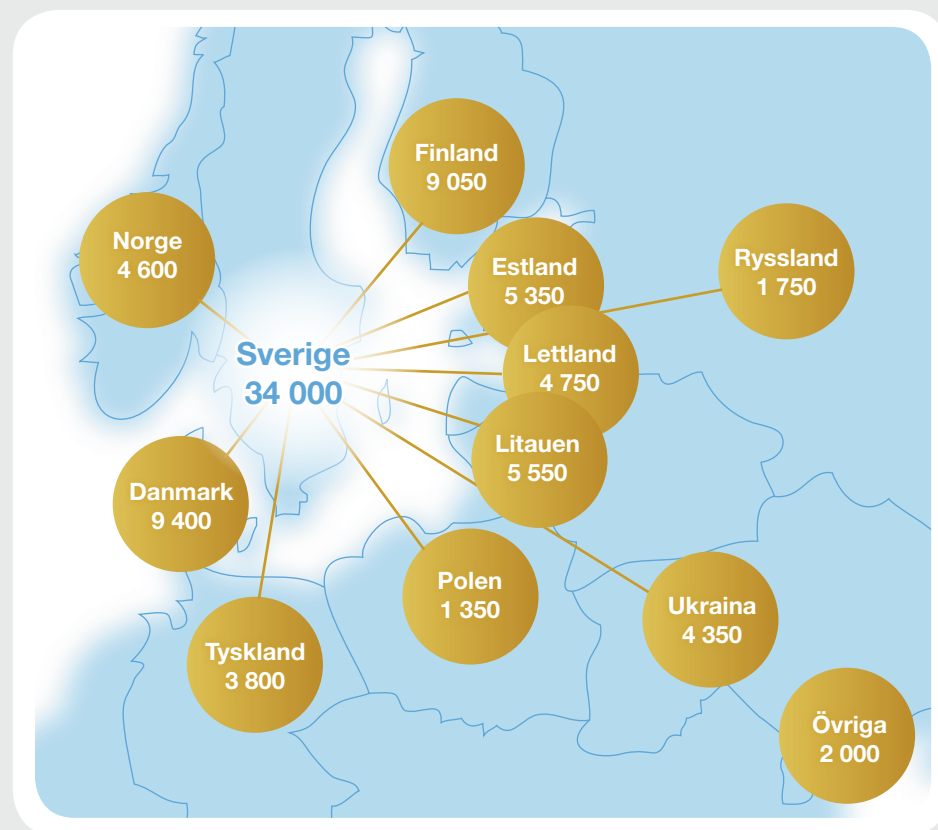 Finland
9 050
Norge
4 600
Estland
5 350
Ryssland
1 750
Sverige
34 000
Lettland
4 750
Litauen
5 550
Danmark
9 400
Polen
1 350
Ukraina
4 350
Tyskland
3 800
Övriga
2 000